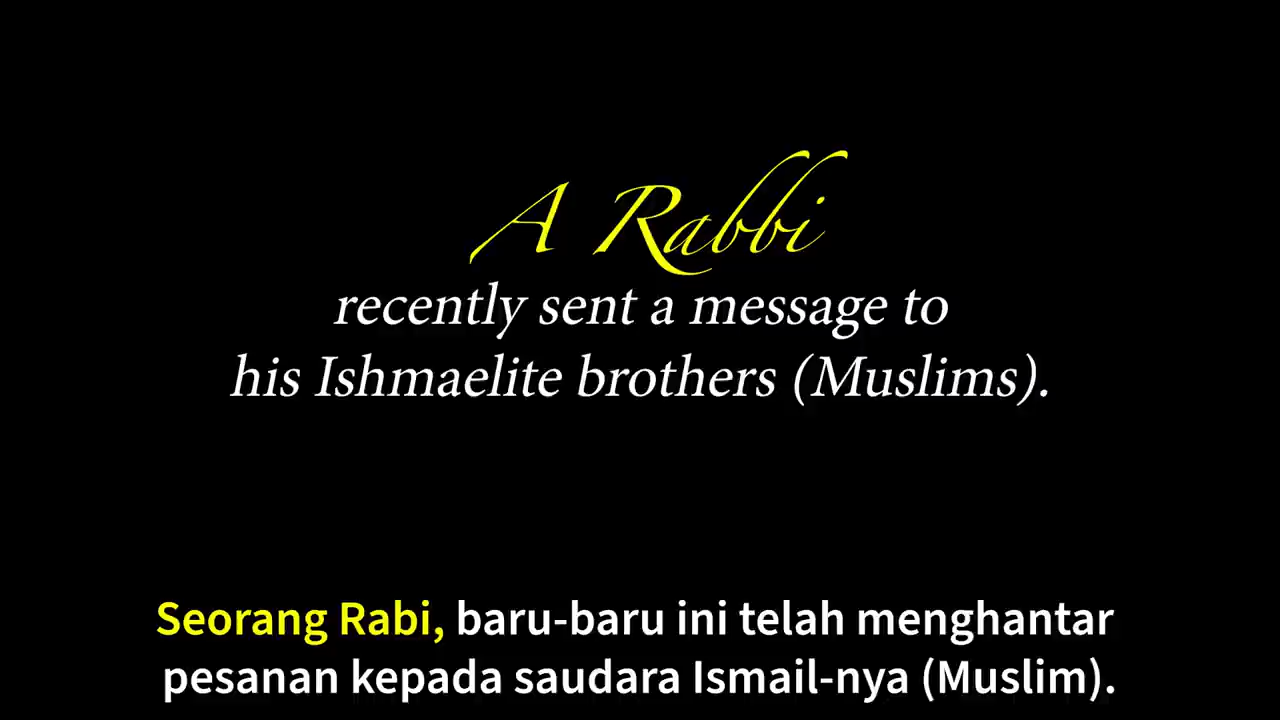 A Rabbi
recently sent a message to
his Ishmaelite brothers (Muslims).
Seorang Rabi, baru-baru ini telah menghantar
pesanan kepada saudara Ismail-nya (Muslim).